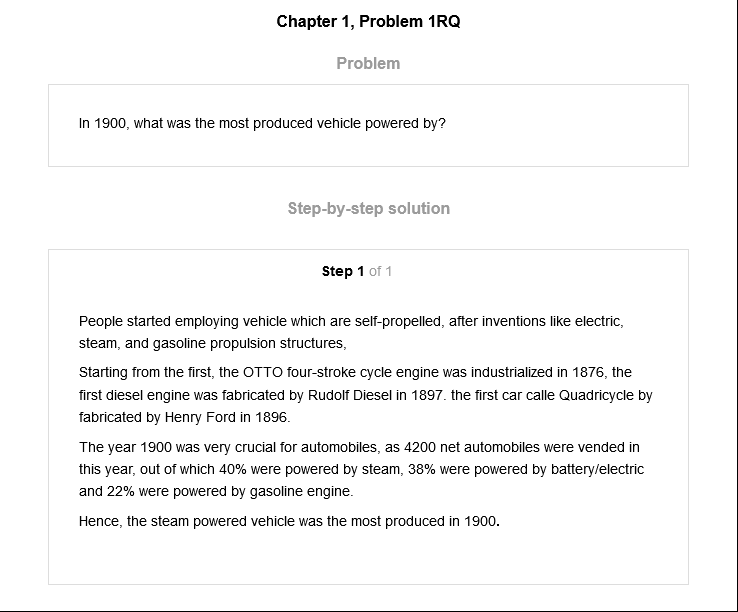 Chapter 1, Problem 1RQ
Problem
In 1900, what was the most produced vehicle powered by?
Step-by-step solution
Step 1 of 1
People started employing vehicle which are self-propelled, after inventions like electric,
steam, and gasoline propulsion structures,
Starting from the first, the OTTO four-stroke cycle engine was industrialized in 1876, the
first diesel engine was fabricated by Rudolf Diesel in 1897. the first car calle Quadricycle by
fabricated by Henry Ford in 1896.
The year 1900 was very crucial for automobiles, as 4200 net automobiles were vended in
this year, out of which 40% were powered by steam, 38% were powered by battery/electric
and 22% were powered by gasoline engine.
Hence, the steam powered vehicle was the most produced in 1900.